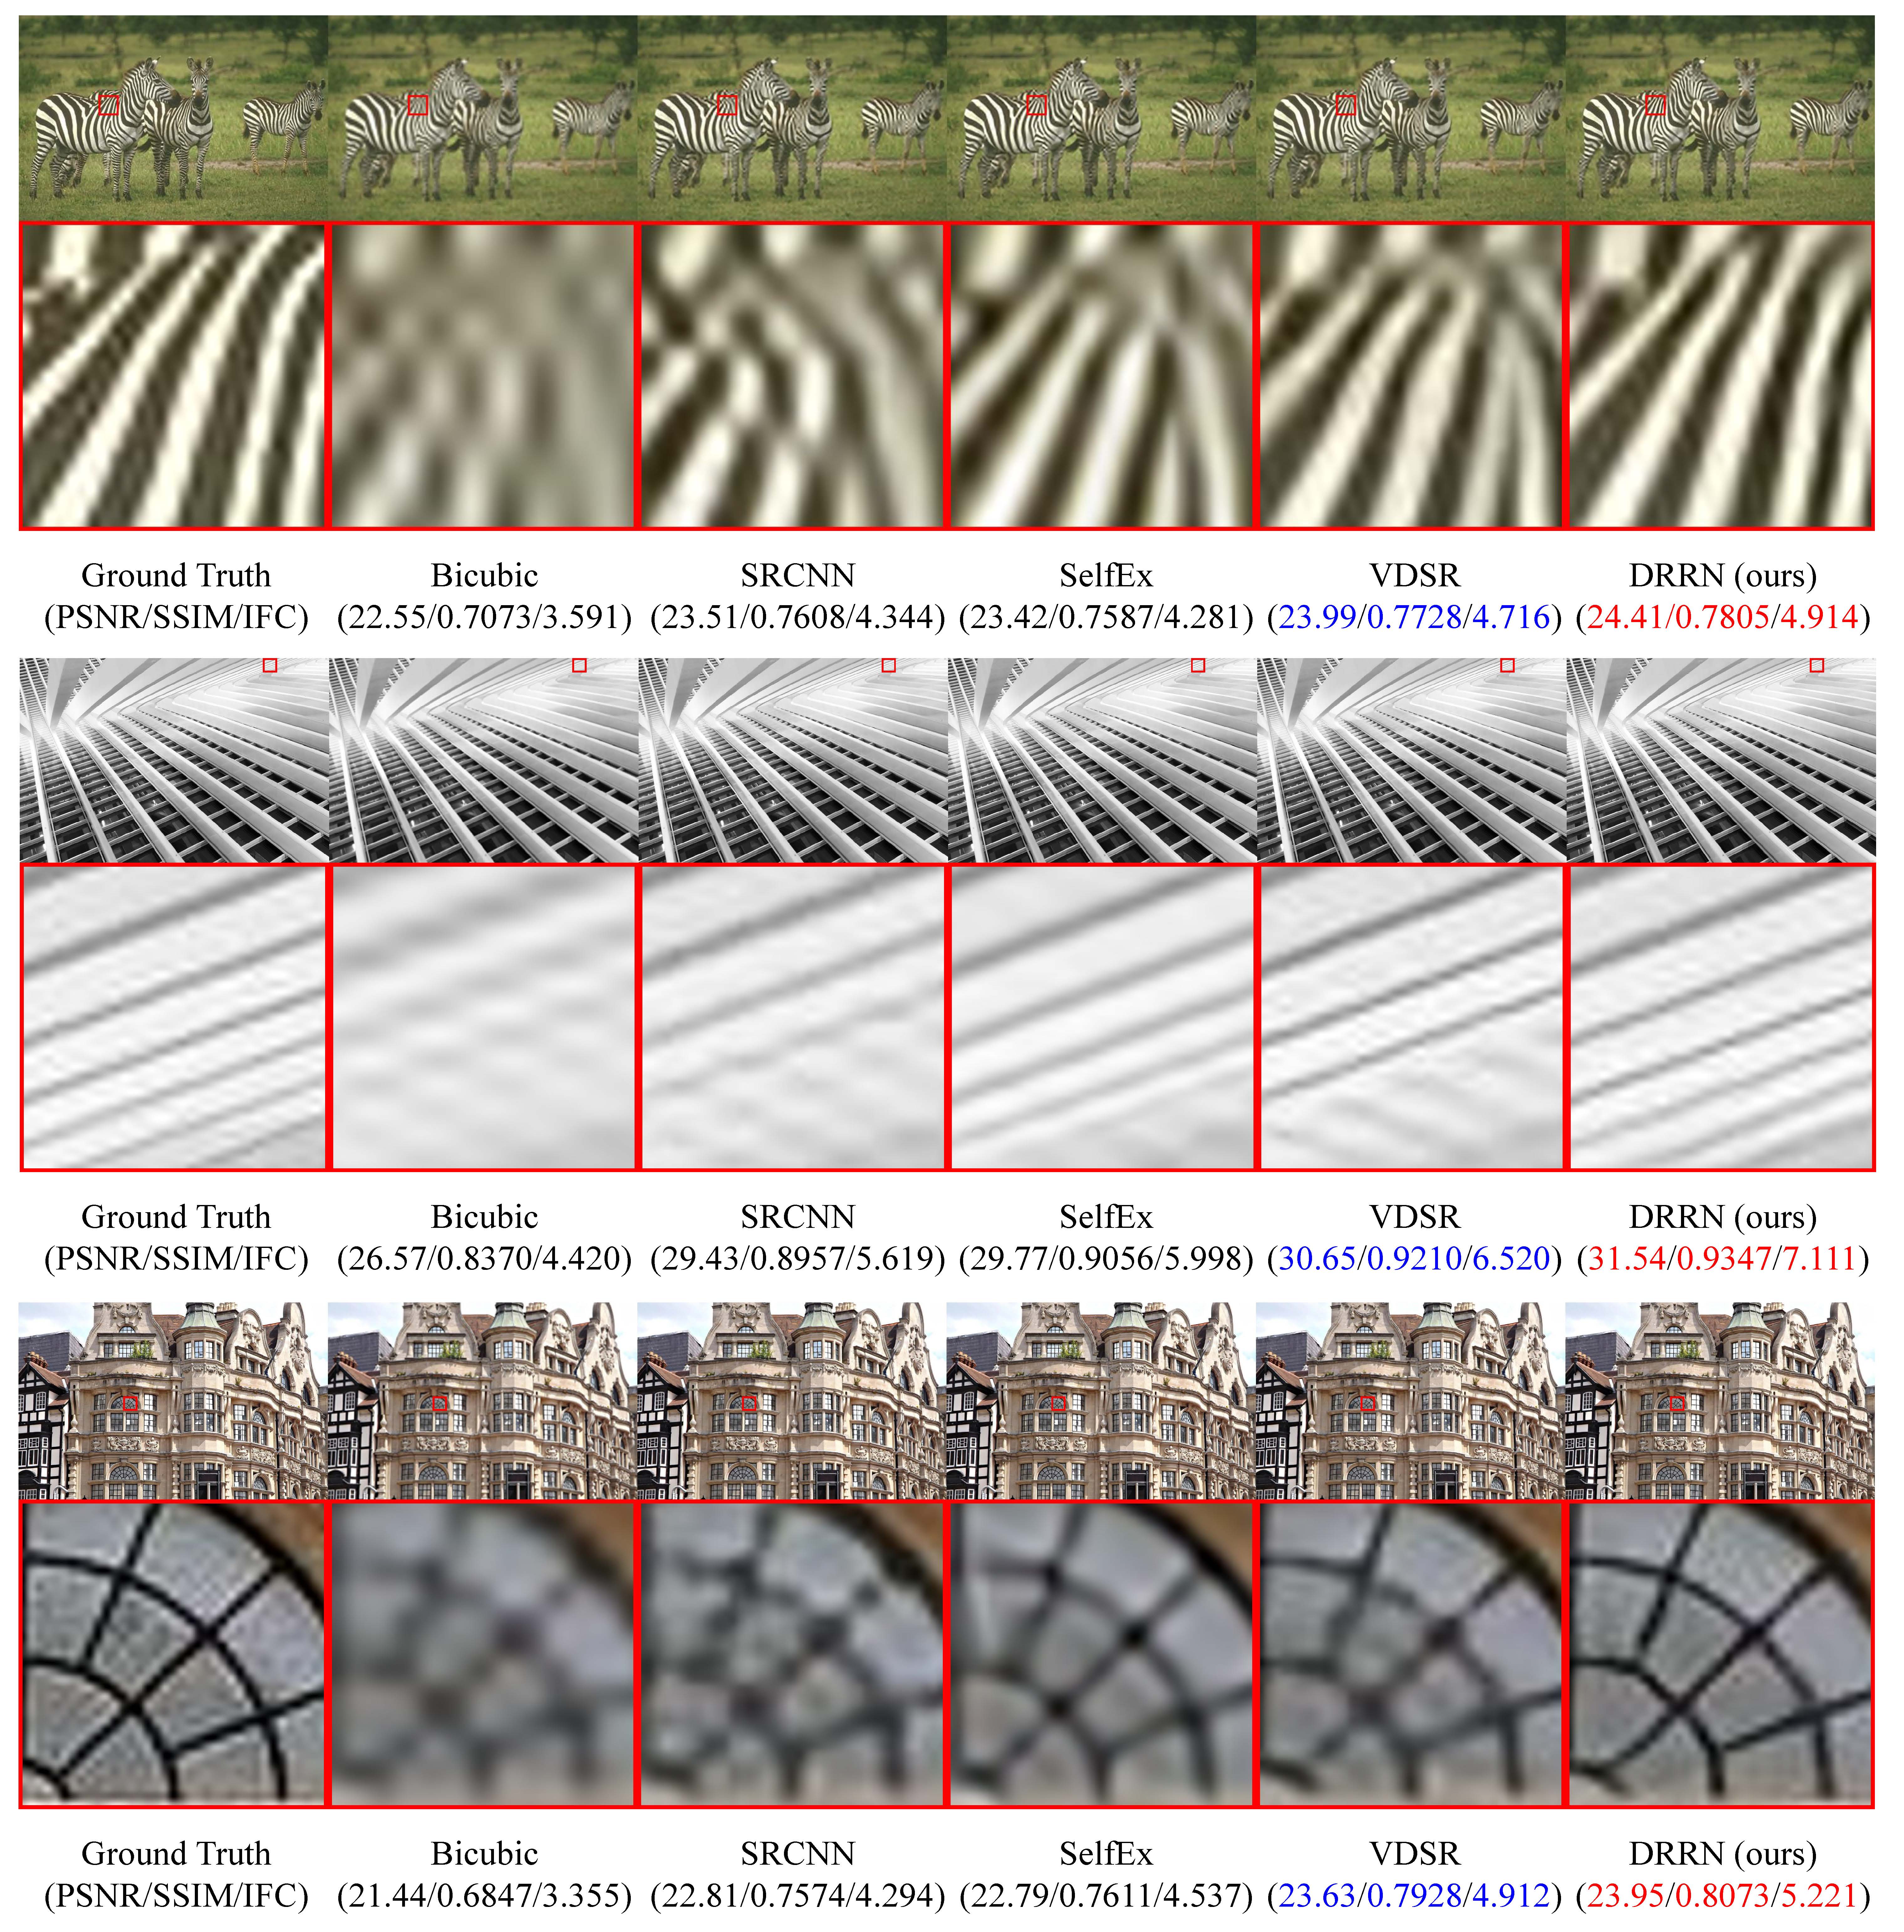 Ground Truth Bicubic SRCNN SelfEx VDSR DRRN (ours)
(PSNR/SSIM/IFC) (22.55/0.7073/3.591) (23.51/0.7608/4.344) (23.42/0.7587/4.281) (23.99/0.7728/4.716) (24.41/0.7805/4.914)
Ground Truth Bicubic SRCNN SelfEx VDSR DRRN (ours)
(PSNR/SSIM/IFC) (26.57/0.8370/4.420) (29.43/0.8957/5.619) (29.77/0.9056/5.998) (30.65/0.9210/6.520) (31.54/0.9347/7.111)
Ground Truth Bicubic SRCNN SelfEx VDSR DRRN (ours)
(PSNR/SSIM/IFC) (21.44/0.6847/3.355) (22.81/0.7574/4.294) (22.79/0.7611/4.537) (23.63/0.7928/4.912) (23.95/0.8073/5.221)